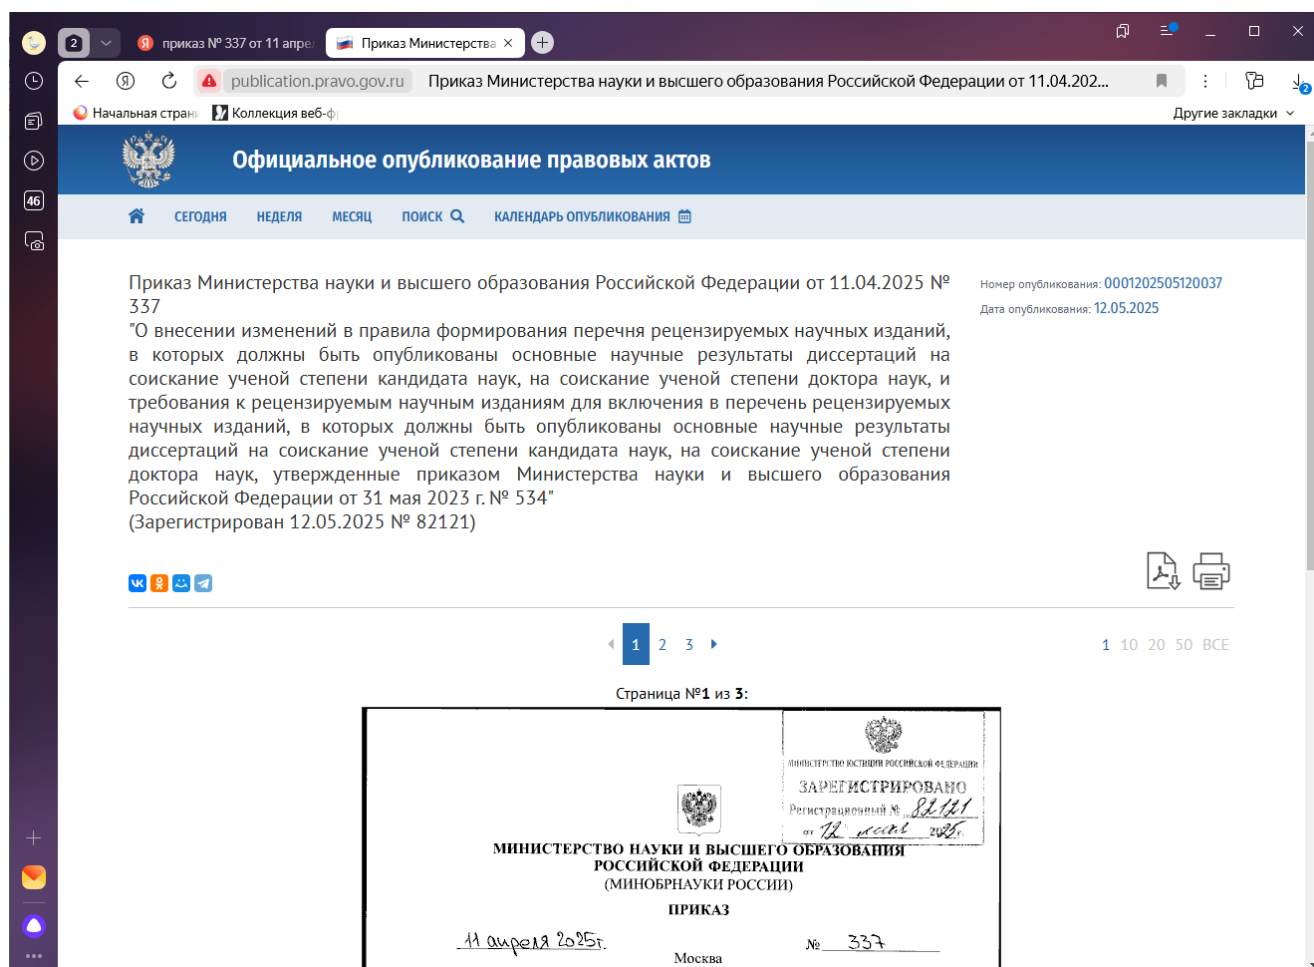 2
приказ № 337 от 11 апре
Приказ Министерства
publication.pravo.gov.ru Приказ Министерства науки и высшего образования Российской Федерации от 11.04.202...
2
Начальная страни
Коллекция веб-ф
Другие закладки
46
Официальное опубликование правовых актов
СЕГОДНЯ НЕДЕЛЯ МЕСЯЦ ПОИСК КАЛЕНДАРЬ ОПУБЛИКОВАНИЯ
Приказ Министерства науки и высшего образования Российской Федерации от 11.04.2025 №
337
"О внесении изменений в правила формирования перечня рецензируемых научных изданий,
в которых должны быть опубликованы основные научные результаты диссертаций на
соискание ученой степени кандидата наук, на соискание ученой степени доктора наук, и
требования к рецензируемым научным изданиям для включения в перечень рецензируемых
научных изданий, в которых должны быть опубликованы основные научные результаты
диссертаций на соискание ученой степени кандидата наук, на соискание ученой степени
доктора наук, утвержденные приказом Министерства науки и высшего образования
Российской Федерации от 31 мая 2023 г. № 534"
(Зарегистрирован 12.05.2025 № 82121)
Номер опубликования: 0001202505120037
Дата опубликования: 12.05.2025
1 2 3
1 10 20 50 ВСЕ
Страница №1 из 3:
МИНИСТЕРСТВО ЮСТИЦИИ РОССИЙСКОЙ ФЕДЕРАЦИИ
ЗАРЕГИСТРИРОВАНО
Регистрационный № 82121
от 12 мая 2025г.
МИНИСТЕРСТВО НАУКИ И ВЫСШЕГО ОБРАЗОВАНИЯ
РОССИЙСКОЙ ФЕДЕРАЦИИ
(МИНОБРНАУКИ РОССИИ)
ПРИКАЗ
11 апреля 2025г. № 337
Москва